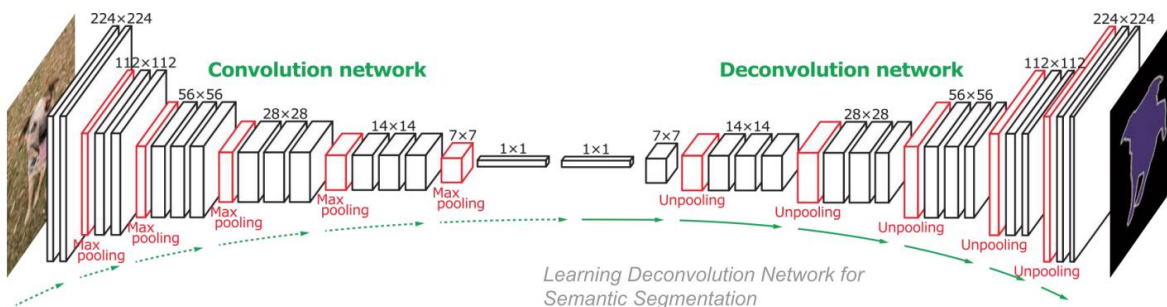 224×224
112×112
56×56
28×28
14×14
7×7
1×1
1×1
7×7
14×14
28×28
56×56
112×112
224×224
Convolution network
Deconvolution network
Max
pooling
Max
pooling
Max
pooling
Max
pooling
Max
pooling
Unpooling
Unpooling
Unpooling
Unpooling
Unpooling
Learning Deconvolution Network for
Semantic Segmentation